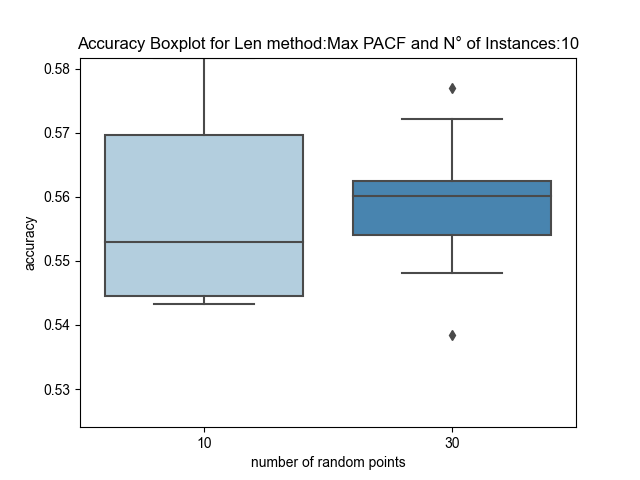 Accuracy Boxplot for Len method:Max PACF and N° of Instances:10
0.58
0.57
0.56
0.55
0.54
0.53
accuracy
10 30
number of random points